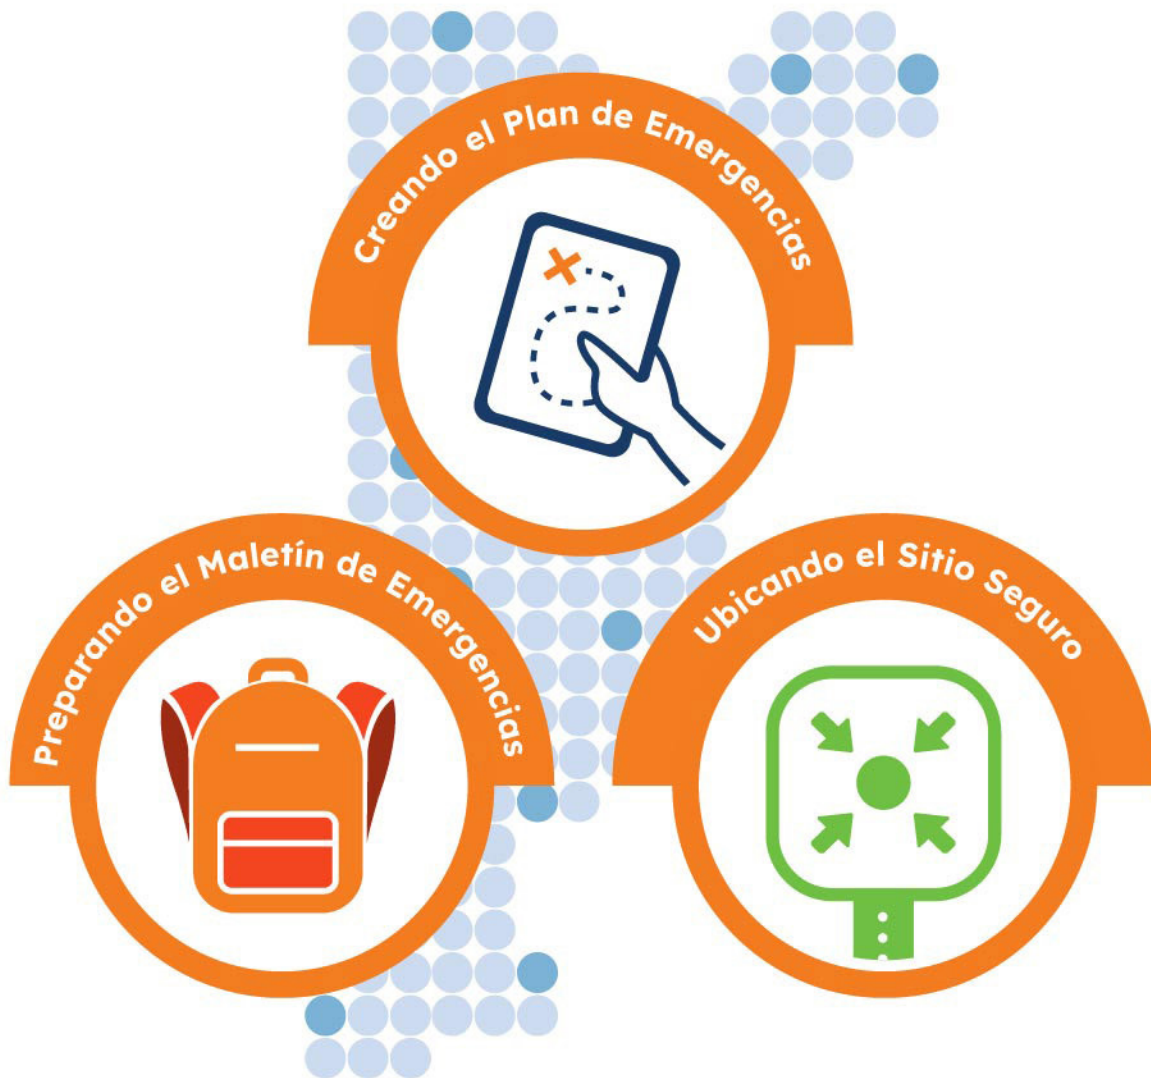 Creando el Plan de Emergencias
Preparando el Maletín de Emergencias
Ubicando el Sitio Seguro